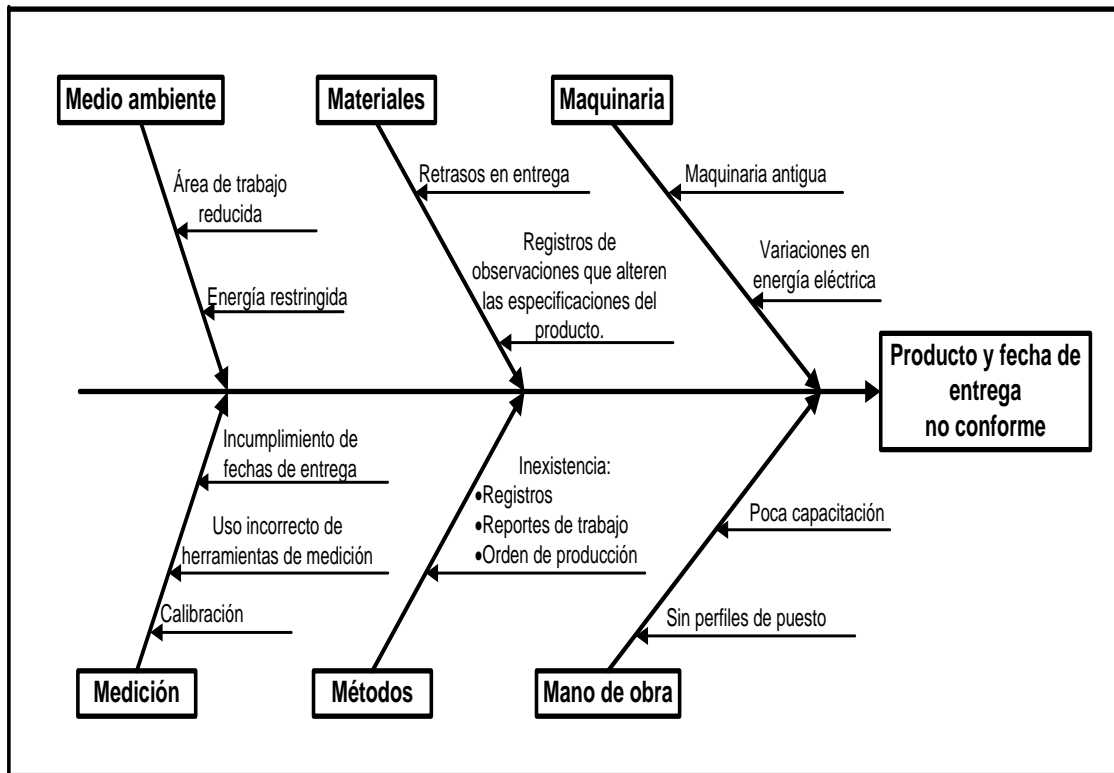 Medio ambiente
Materiales
Maquinaria
Área de trabajo
reducida
Energía restringida
Retrasos en entrega
Registros de
observaciones que alteren
las especificaciones del
producto.
Maquinaria antigua
Variaciones en
energía eléctrica
Producto y fecha de
entrega
no conforme
Incumplimiento de
fechas de entrega
Uso incorrecto de
herramientas de medición
Calibración
Inexistencia:
•Registros
•Reportes de trabajo
•Orden de producción
Poca capacitación
Sin perfiles de puesto
Medición
Métodos
Mano de obra